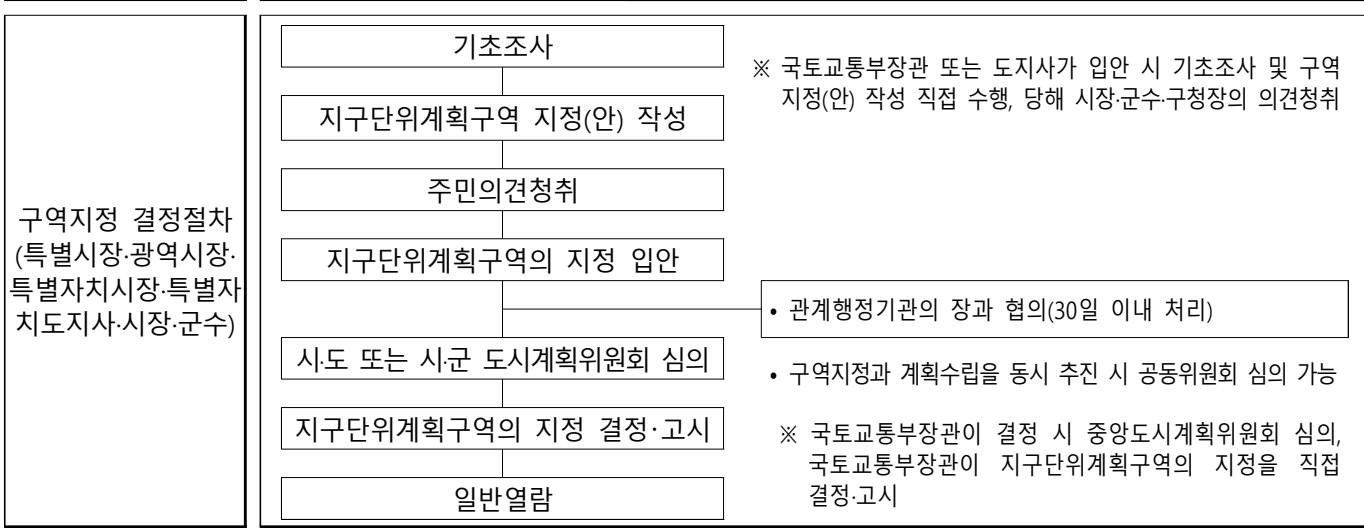 구역지정 결정절차
(특별시장·광역시장·
특별자치시장·특별자
치도지사·시장·군수)
기초조사
※ 국토교통부장관 또는 도지사가 입안 시 기초조사 및 구역
지정(안) 작성 직접 수행, 당해 시장·군수·구청장의 의견청취
지구단위계획구역 지정(안) 작성
주민의견청취
지구단위계획구역의 지정 입안
• 관계행정기관의 장과 협의(30일 이내 처리)
시·도 또는 시·군 도시계획위원회 심의
• 구역지정과 계획수립을 동시 추진 시 공동위원회 심의 가능
지구단위계획구역의 지정 결정·고시
※ 국토교통부장관이 결정 시 중앙도시계획위원회 심의,
국토교통부장관이 지구단위계획구역의 지정을 직접
결정·고시
일반열람